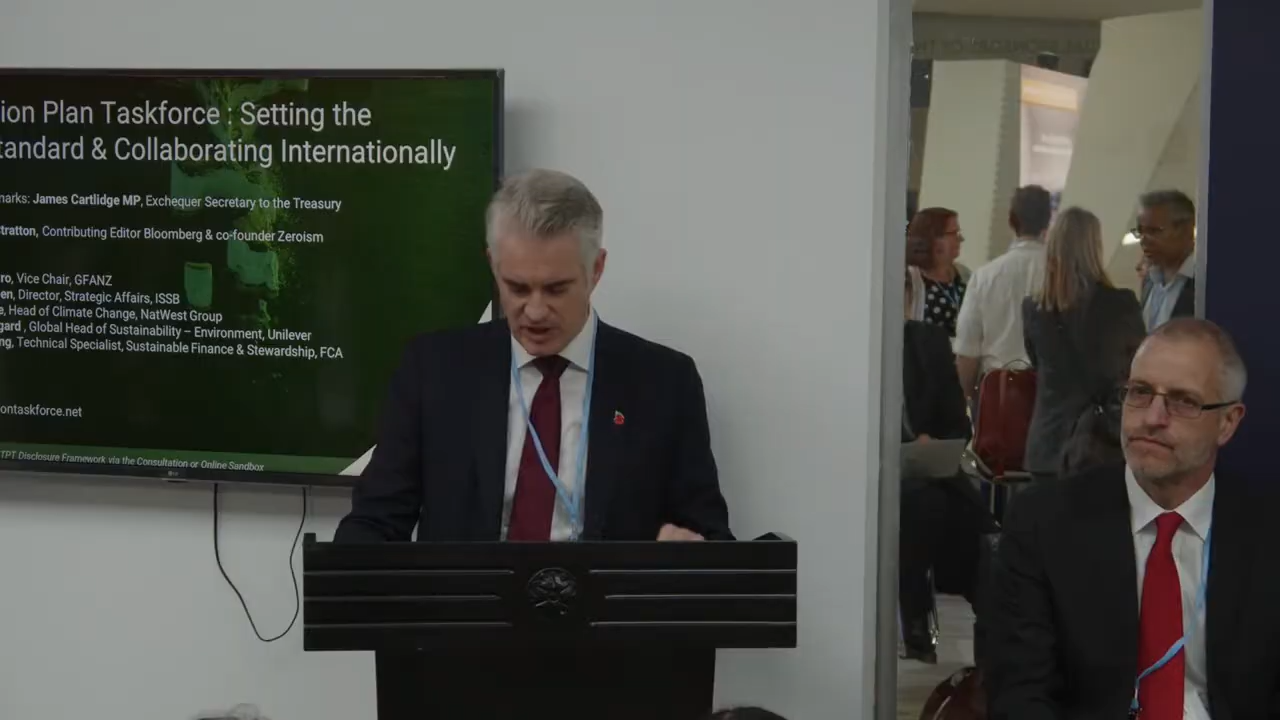 ion Plan Taskforce : Setting the
tandard & Collaborating Internationally
marks: James Cartlidge MP, Exchequer Secretary to the Treasury
tratton, Contributing Editor Bloomberg & co-founder Zeroism
ro, Vice Chair, GFANZ
en, Director, Strategic Affairs, ISSB
e, Head of Climate Change, NatWest Group
gard , Global Head of Sustainability – Environment, Unilever
ng, Technical Specialist, Sustainable Finance & Stewardship, FCA
ontaskforce.net
TPT Disclosure Framework via the Consultation or Online Sandbox
LG